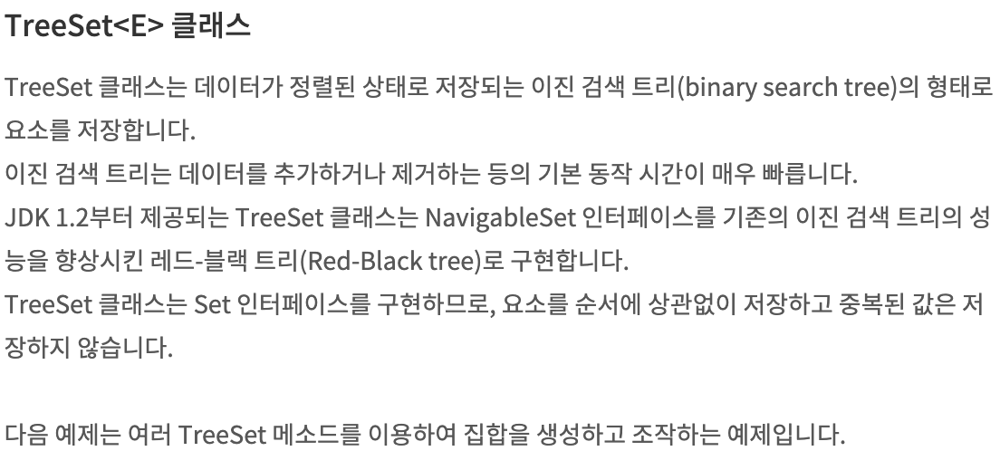 TreeSet<E> 클래스
TreeSet 클래스는 데이터가 정렬된 상태로 저장되는 이진 검색 트리(binary search tree)의 형태로
요소를 저장합니다.
이진 검색 트리는 데이터를 추가하거나 제거하는 등의 기본 동작 시간이 매우 빠릅니다.
JDK 1.2부터 제공되는 TreeSet 클래스는 NavigableSet 인터페이스를 기존의 이진 검색 트리의 성
능을 향상시킨 레드-블랙 트리(Red-Black tree)로 구현합니다.
TreeSet 클래스는 Set 인터페이스를 구현하므로, 요소를 순서에 상관없이 저장하고 중복된 값은 저
장하지 않습니다.
다음 예제는 여러 TreeSet 메소드를 이용하여 집합을 생성하고 조작하는 예제입니다.